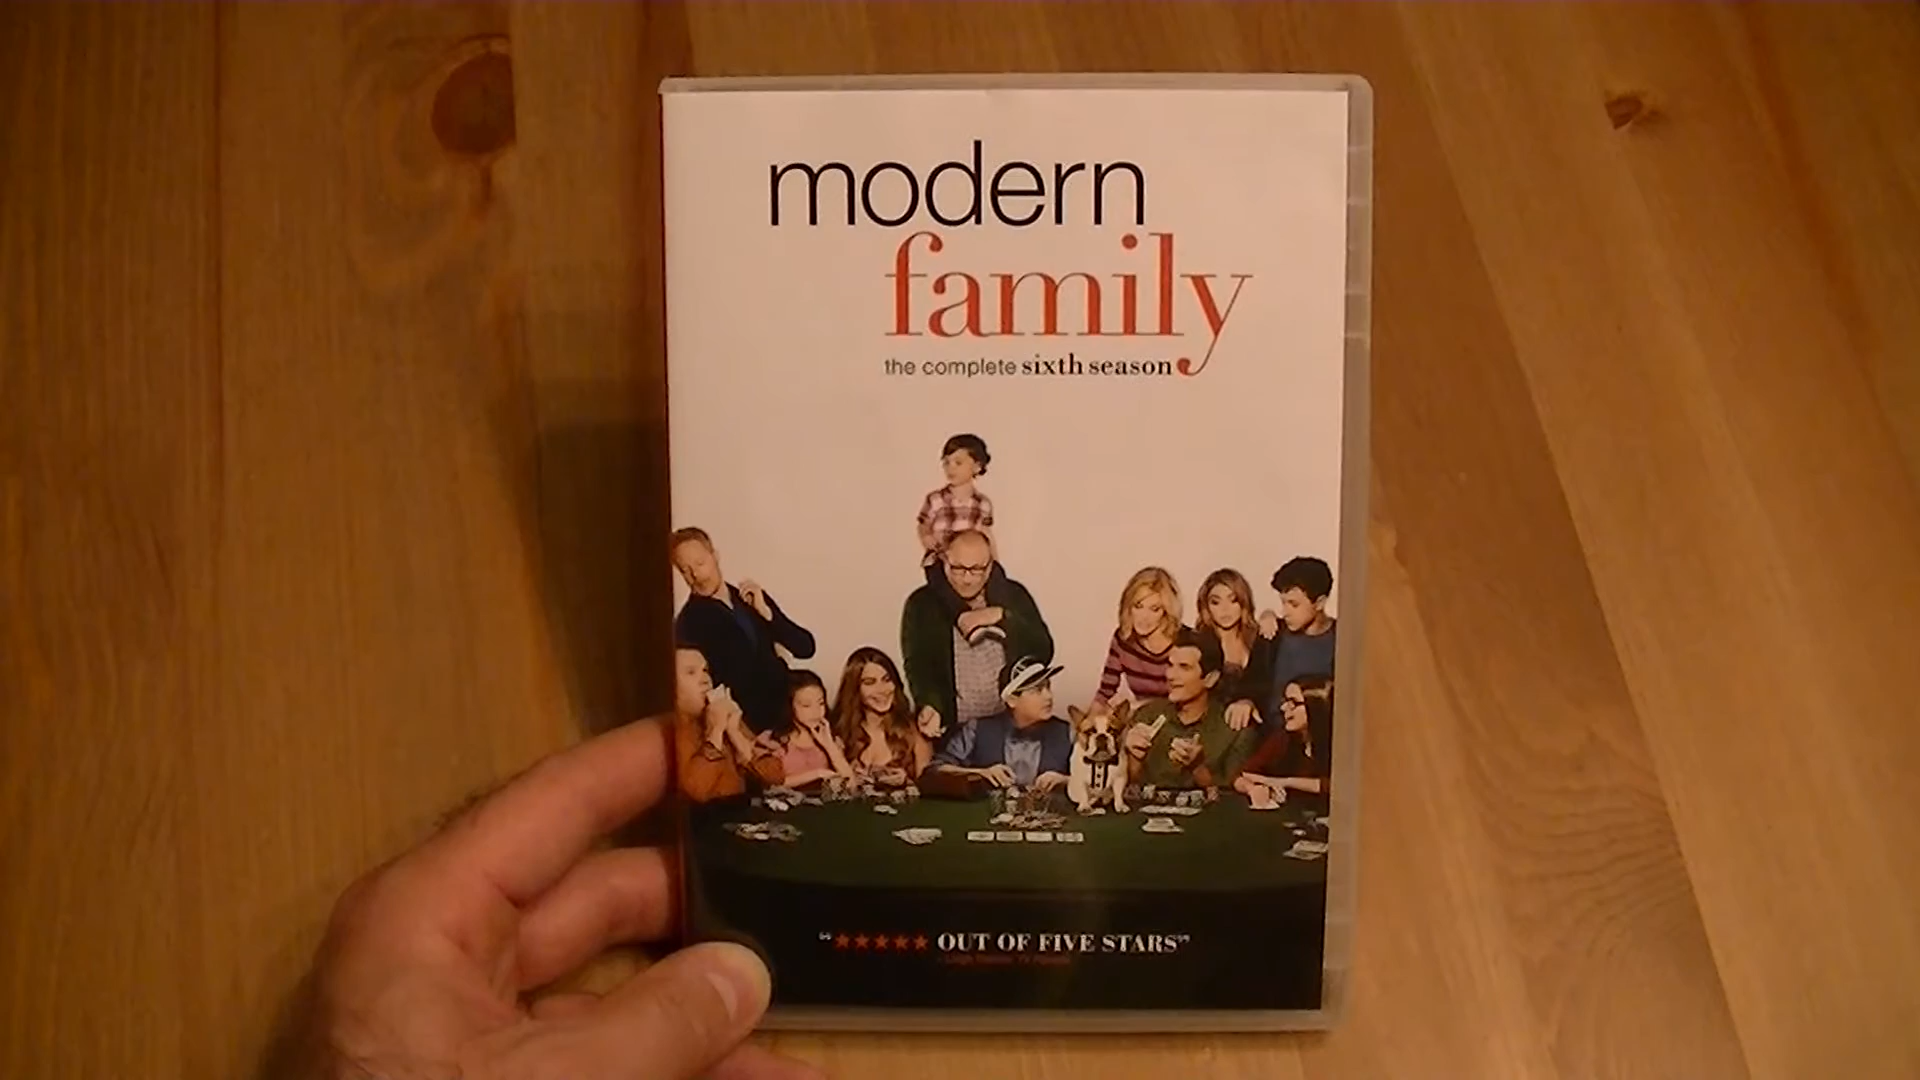 modern
family
the complete sixth season
"★★★★★ OUT OF FIVE STARS"